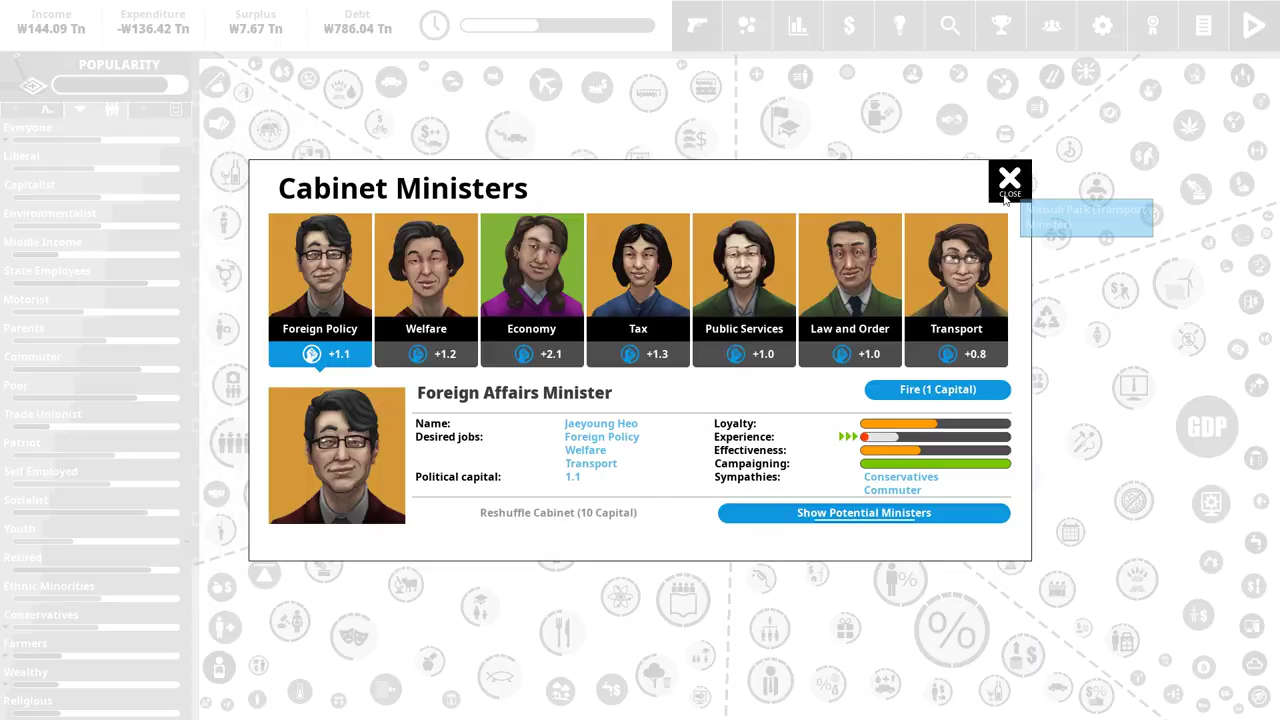 Income
Expenditure
Surplus
Debt
₩144.09 Tn
-₩136.42 Tn
₩7.67 Tn
₩786.04 Tn
POPULARITY
Everyone
Liberal
Capitalist
Environmentalist
Middle Income
State Employees
Motorist
Parents
Commuter
Poor
Trade Unionist
Patriot
Self Employed
Socialist
Youth
Retired
Ethnic Minorities
Conservatives
Farmers
Wealthy
Religious
Cabinet Ministers
CLOSE
Minsuh Park (Transport
Minister)
Foreign Policy
Welfare
Economy
Tax
Public Services
Law and Order
Transport
+1.1
+1.2
+2.1
+1.3
+1.0
+1.0
+0.8
Foreign Affairs Minister
Fire (1 Capital)
Name:
Jaeyoung Heo
Desired jobs:
Foreign Policy
Welfare
Transport
Political capital:
1.1
Loyalty:
Experience:
Effectiveness:
Campaigning:
Sympathies:
Conservatives
Commuter
Reshuffle Cabinet (10 Capital)
Show Potential Ministers
GDP